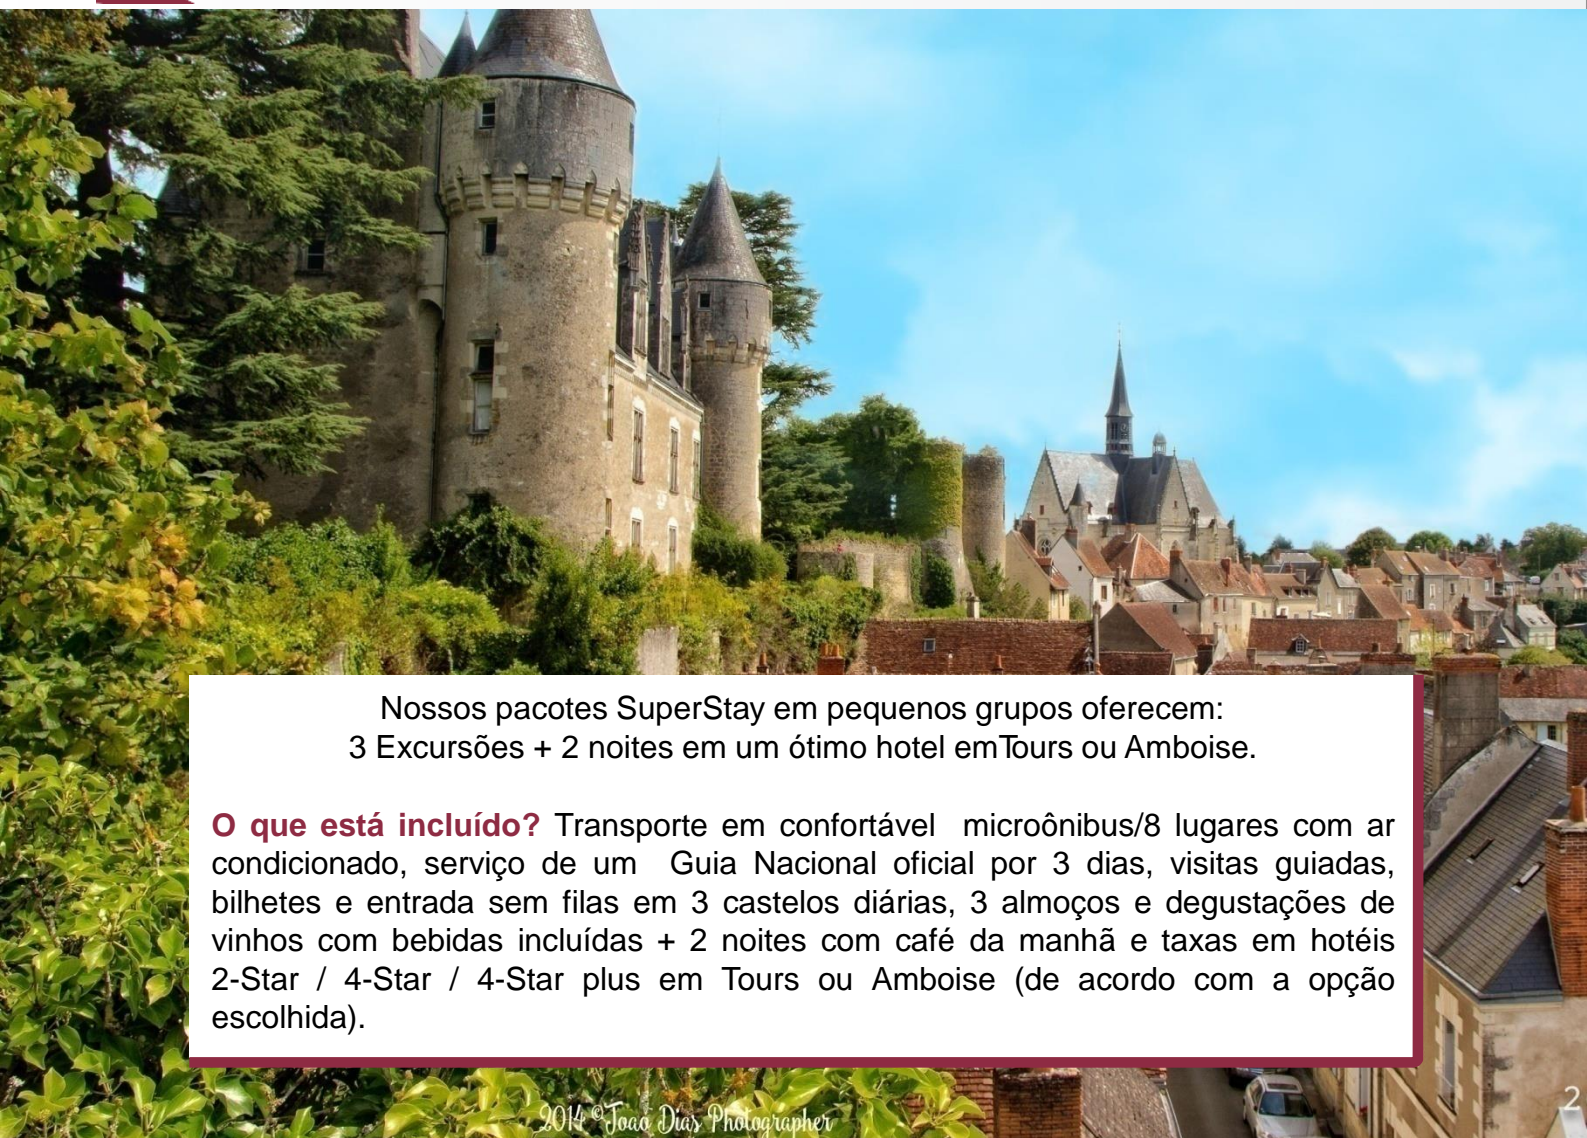 Nossos pacotes SuperStay em pequenos grupos oferecem:
3 Excursões + 2 noites em um ótimo hotel emTours ou Amboise.
O que está incluído? Transporte em confortável microônibus/8 lugares com ar
condicionado, serviço de um Guia Nacional oficial por 3 dias, visitas guiadas,
bilhetes e entrada sem filas em 3 castelos diárias, 3 almoços e degustações de
vinhos com bebidas incluídas + 2 noites com café da manhã e taxas em hotéis
2-Star / 4-Star / 4-Star plus em Tours ou Amboise (de acordo com a opção
escolhida).
2014 ©Joao Dias Photographer
2